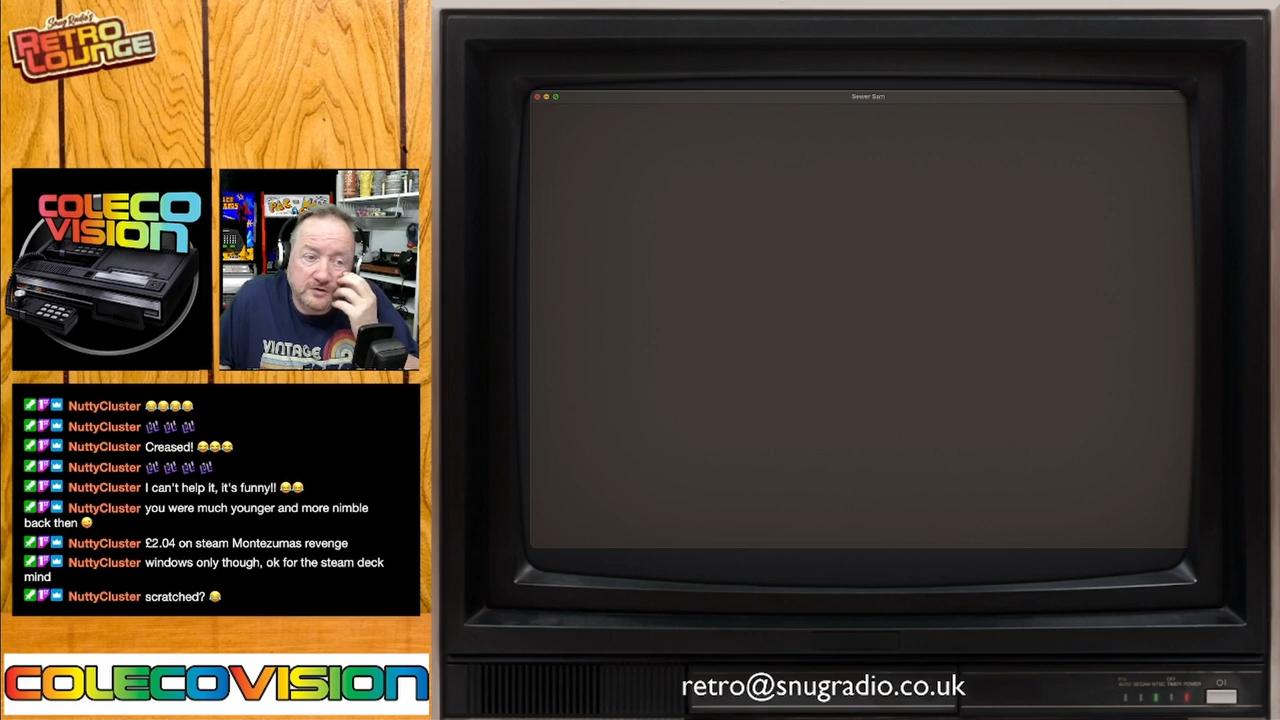 Snug Radio's
RETRO
LOUNGE
Sewer Sam
COLECO
VISION
PAC-MAN
VINTAGE
NuttyCluster 😂😂😂😂
NuttyCluster
NuttyCluster Creased! 😂😂😂
NuttyCluster
NuttyCluster I can't help it, it's funny!! 😂😂
NuttyCluster you were much younger and more nimble
back then 😜
NuttyCluster £2.04 on steam Montezumas revenge
NuttyCluster windows only though, ok for the steam deck
mind
NuttyCluster scratched? 😂
COLECOVISION
retro@snugradio.co.uk